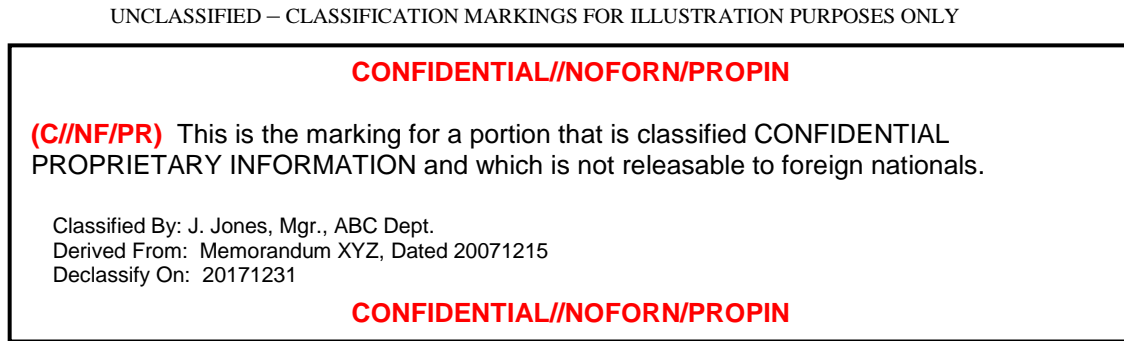 UNCLASSIFIED – CLASSIFICATION MARKINGS FOR ILLUSTRATION PURPOSES ONLY
CONFIDENTIAL//NOFORN/PROPIN
(C//NF/PR) This is the marking for a portion that is classified CONFIDENTIAL
PROPRIETARY INFORMATION and which is not releasable to foreign nationals.
Classified By: J. Jones, Mgr., ABC Dept.
Derived From: Memorandum XYZ, Dated 20071215
Declassify On: 20171231
CONFIDENTIAL//NOFORN/PROPIN